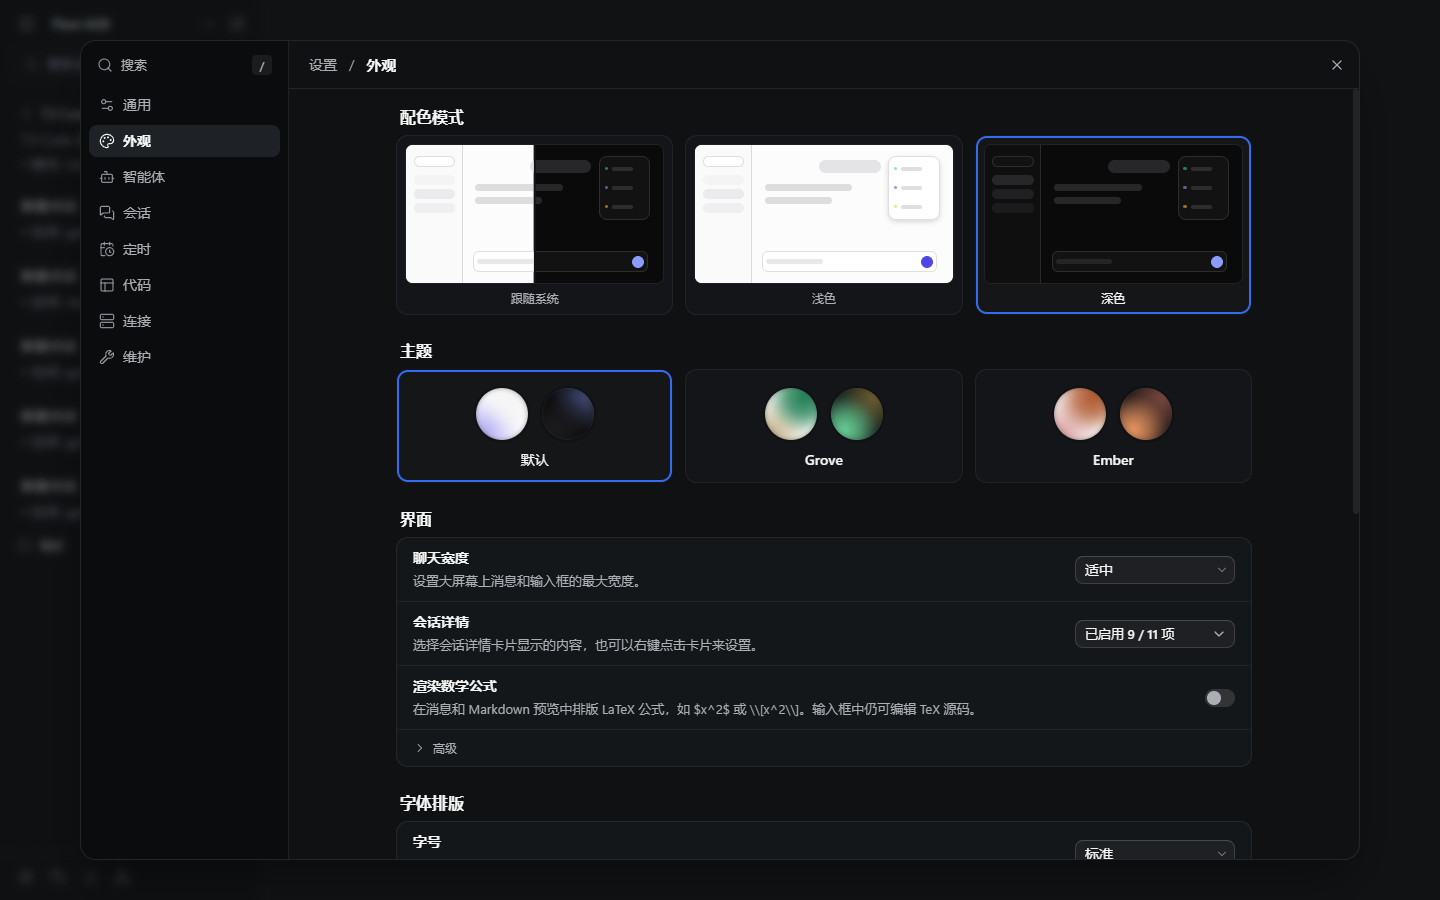 搜索
/
通用
外观
智能体
会话
定时
代码
连接
维护
设置 / 外观
配色模式
跟随系统
浅色
深色
主题
默认
Grove
Ember
界面
聊天宽度
设置大屏幕上消息和输入框的最大宽度。
适中
会话详情
选择会话详情卡片显示的内容，也可以右键点击卡片来设置。
已启用 9 / 11 项
渲染数学公式
在消息和 Markdown 预览中排版 LaTeX 公式，如 $x^2$ 或 \\[x^2\\]。输入框中仍可编辑 TeX 源码。
高级
字体排版
字号
标准